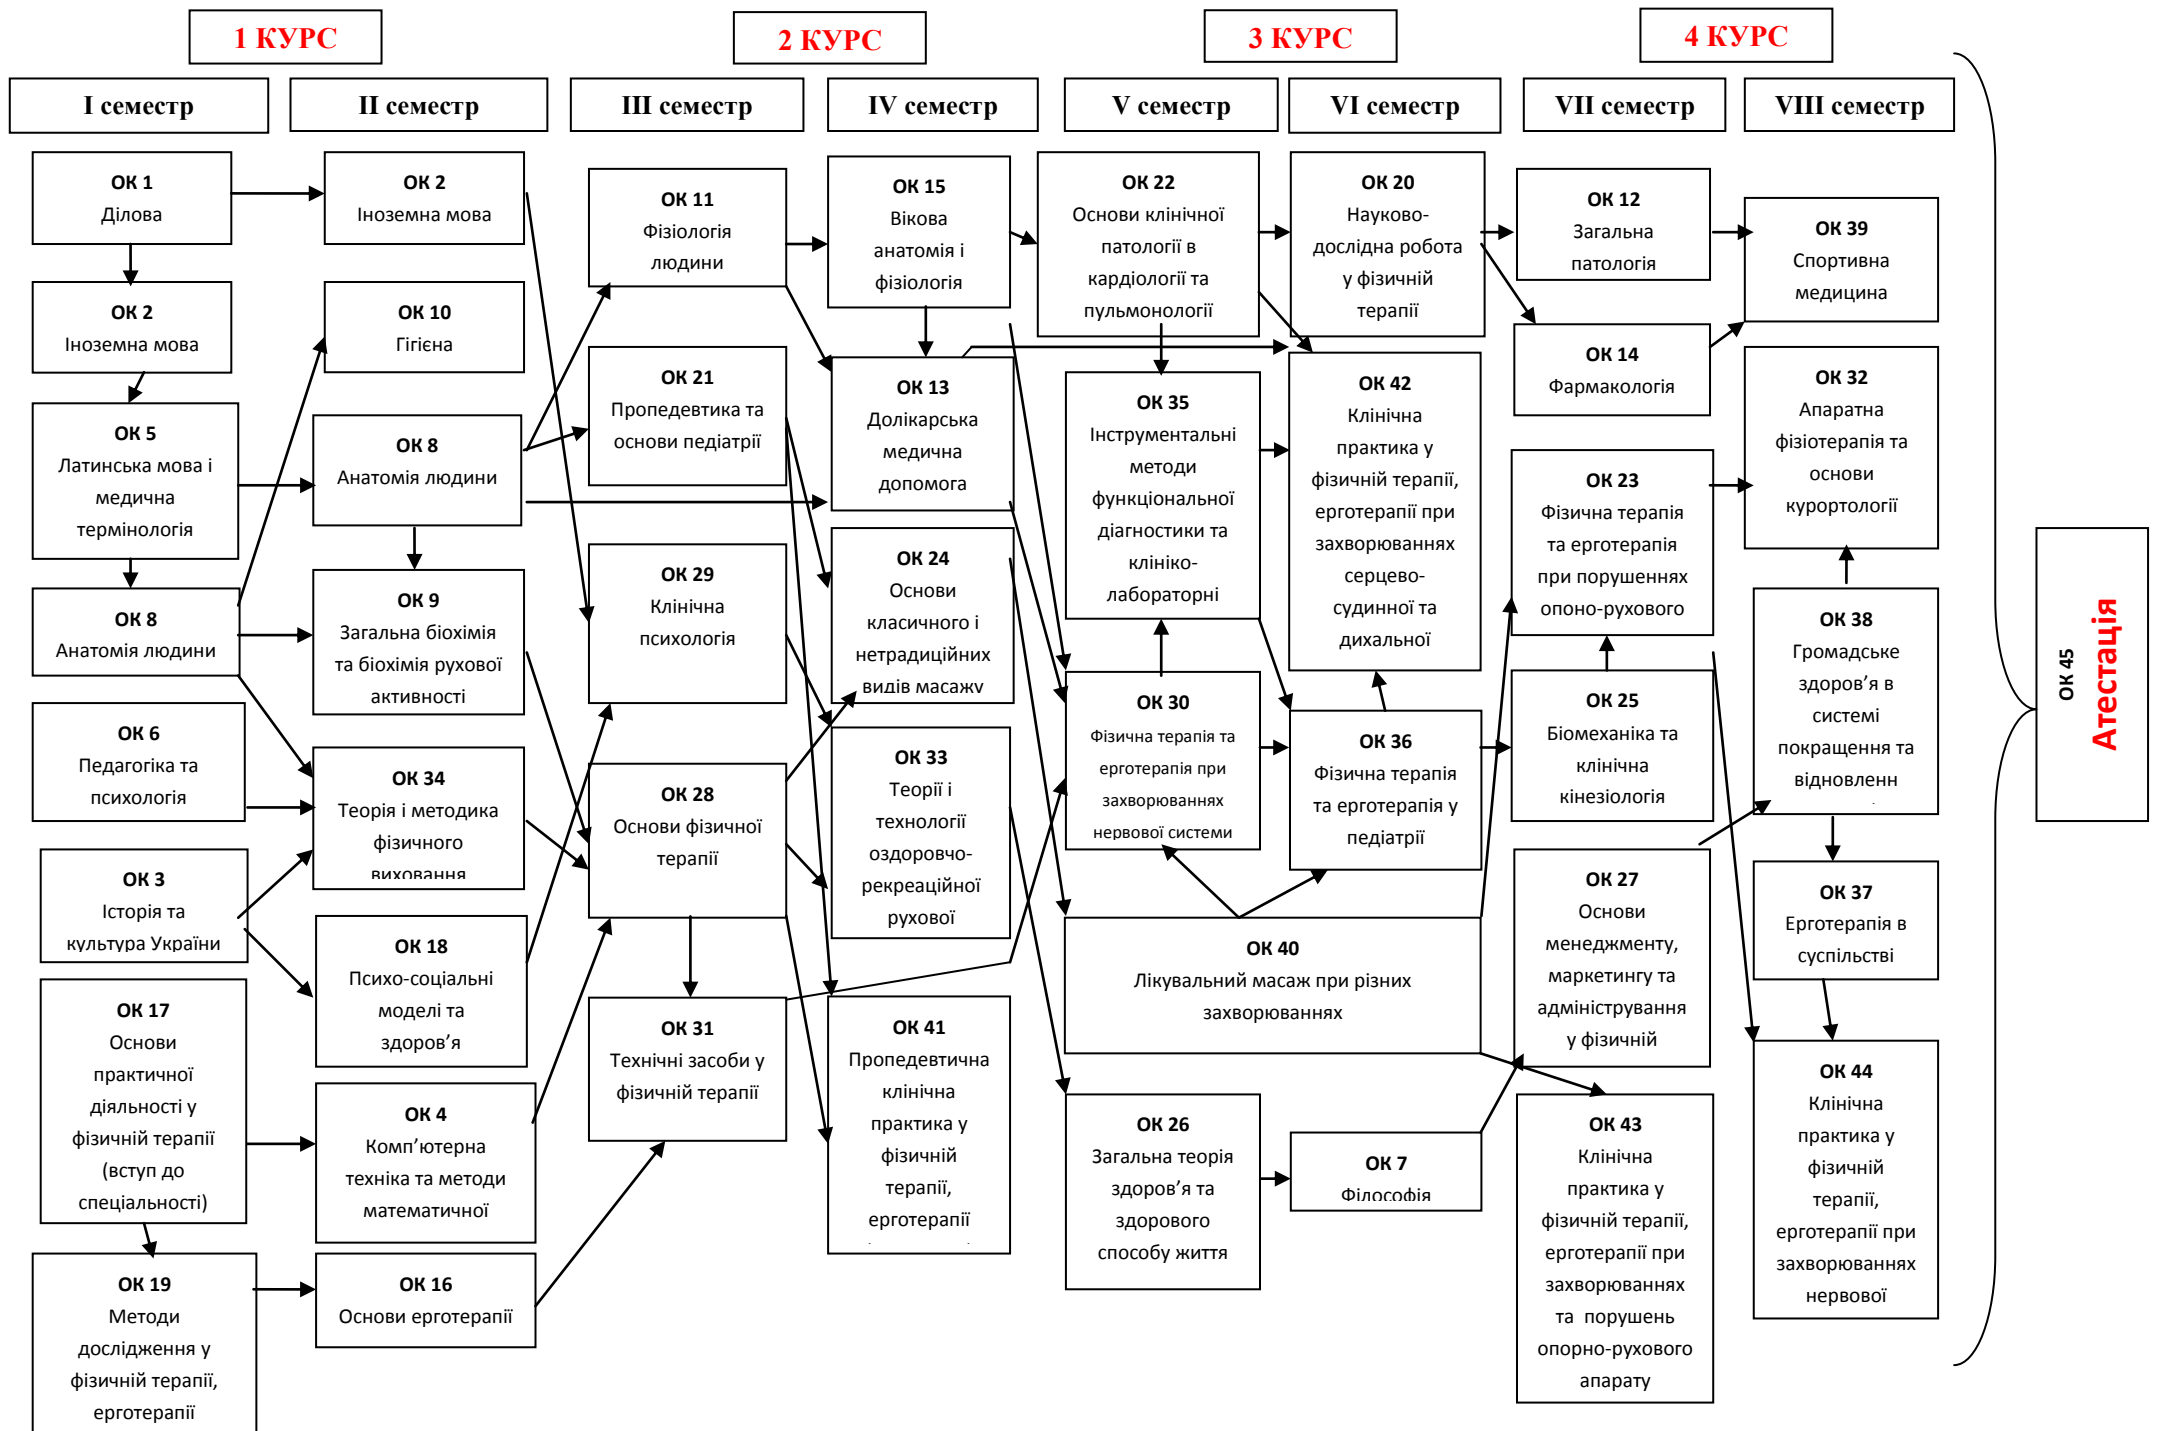 1 КУРС
2 КУРС
3 КУРС
4 КУРС
I семестр
II семестр
III семестр
IV семестр
V семестр
VI семестр
VII семестр
VIII семестр
ОК 1
Ділова
ОК 2
Іноземна мова
ОК 5
Латинська мова і
медична
термінологія
ОК 8
Анатомія людини
ОК 6
Педагогіка та
психологія
ОК 3
Історія та
культура України
ОК 17
Основи
практичної
діяльності у
фізичній терапії
(вступ до
спеціальності)
ОК 19
Методи
дослідження у
фізичній терапії,
ерготерапії
ОК 2
Іноземна мова
ОК 10
Гігієна
ОК 8
Анатомія людини
ОК 9
Загальна біохімія
та біохімія рухової
активності
ОК 34
Теорія і методика
фізичного
виховання
ОК 18
Психо-соціальні
моделі та
здоров’я
ОК 4
Комп’ютерна
техніка та методи
математичної
ОК 16
Основи ерготерапії
ОК 11
Фізіологія
людини
ОК 21
Пропедевтика та
основи педіатрії
ОК 29
Клінічна
психологія
ОК 28
Основи фізичної
терапії
ОК 31
Технічні засоби у
фізичній терапії
ОК 15
Вікова
анатомія і
фізіологія
ОК 13
Долікарська
медична
допомога
ОК 24
Основи
класичного і
нетрадиційних
видів масажу
ОК 33
Теорії і
технології
оздоровчо-
рекреаційної
рухової
ОК 41
Пропедевтична
клінічна
практика у
фізичній
терапії,
ерготерапії
ОК 22
Основи клінічної
патології в
кардіології та
пульмонології
ОК 35
Інструментальні
методи
функціональної
діагностики та
клініко-
лабораторні
ОК 30
Фізична терапія та
ерготерапія при
захворюваннях
нервової системи
ОК 40
Лікувальний масаж при різних
захворюваннях
ОК 26
Загальна теорія
здоров’я та
здорового
способу життя
ОК 20
Науково-
дослідна робота
у фізичній
терапії
ОК 42
Клінічна
практика у
фізичній терапії,
ерготерапії при
захворюваннях
серцево-
судинної та
дихальної
ОК 36
Фізична терапія
та ерготерапія у
педіатрії
ОК 7
Філософія
ОК 12
Загальна
патологія
ОК 14
Фармакологія
ОК 23
Фізична терапія
та ерготерапія
при порушеннях
опоно-рухового
ОК 25
Біомеханіка та
клінічна
кінезіологія
ОК 27
Основи
менеджменту,
маркетингу та
адміністрування
у фізичній
ОК 43
Клінічна
практика у
фізичній терапії,
ерготерапії при
захворюваннях
та порушень
опорно-рухового
апарату
ОК 39
Спортивна
медицина
ОК 32
Апаратна
фізіотерапія та
основи
курортології
ОК 38
Громадське
здоров’я в
системі
покращення та
відновленн
ОК 37
Ерготерапія в
суспільстві
ОК 44
Клінічна
практика у
фізичній
терапії,
ерготерапії при
захворюваннях
нервової
ОК 45
Атестація